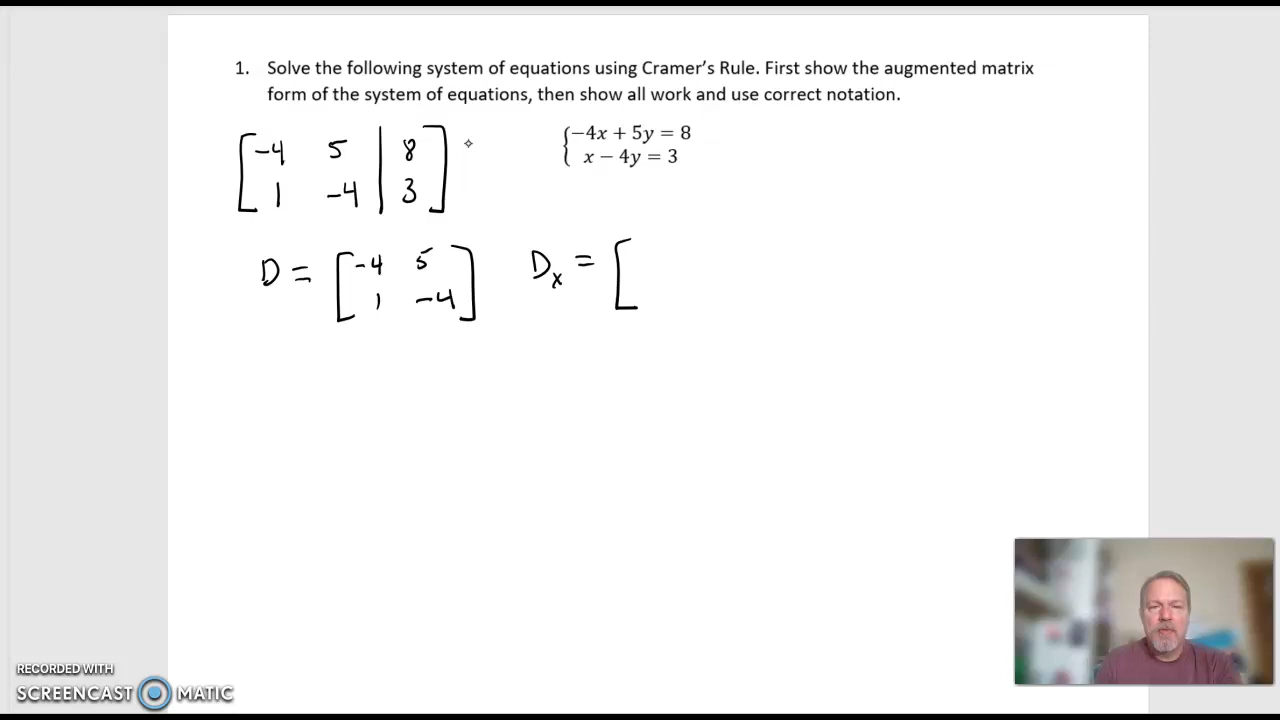 1. Solve the following system of equations using Cramer's Rule. First show the augmented matrix
form of the system of equations, then show all work and use correct notation.
{−4x + 5y = 8
x − 4y = 3
[-4 5 | 8
1 -4 | 3]
D = [-4 5
1 -4]
Dx = [
RECORDED WITH
SCREENCAST MATIC